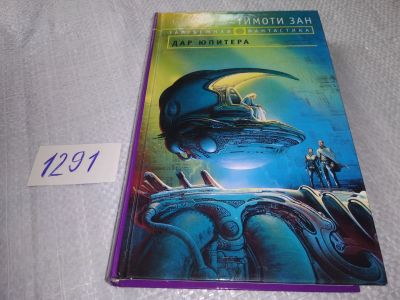 ТИМОТИ ЗАН
ЗАРУБЕЖНАЯ ФАНТАСТИКА
ДАР ЮПИТЕРА
1291